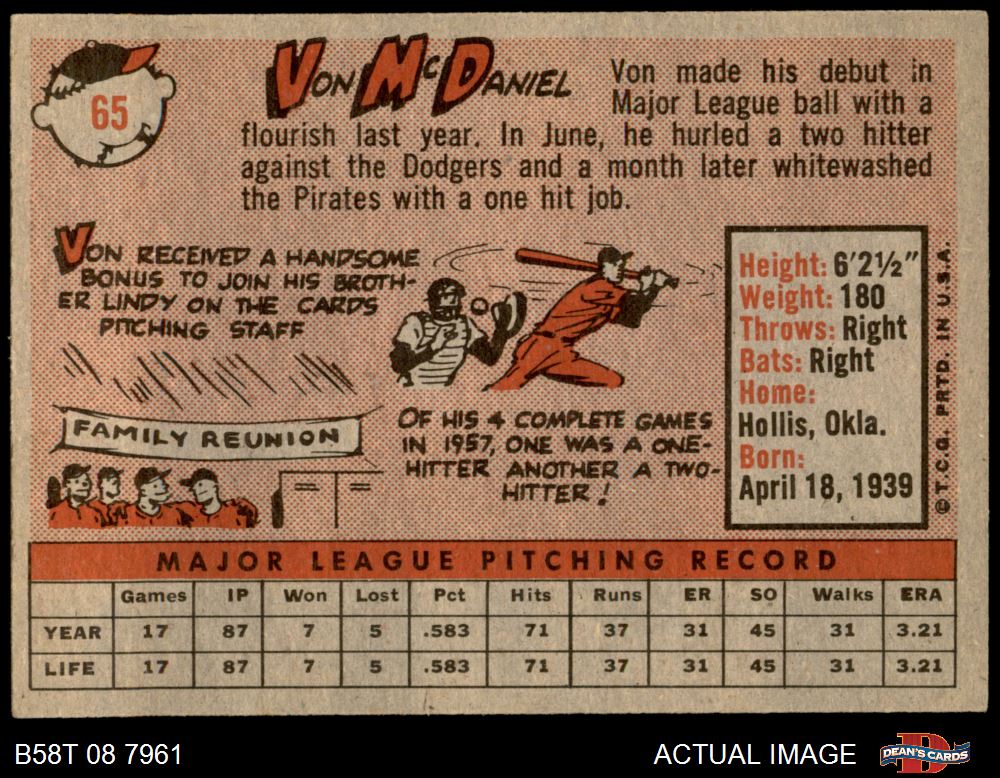 65
VON MCDANIEL
Von made his debut in
Major League ball with a
flourish last year. In June, he hurled a two hitter
against the Dodgers and a month later whitewashed
the Pirates with a one hit job.
VON RECEIVED A HANDSOME
BONUS TO JOIN HIS BROTH-
ER LINDY ON THE CARDS
PITCHING STAFF
FAMILY REUNION
OF HIS 4 COMPLETE GAMES
IN 1957, ONE WAS A ONE-
HITTER ANOTHER A TWO-
HITTER!
Height: 6'2½"
Weight: 180
Throws: Right
Bats: Right
Home:
Hollis, Okla.
Born:
April 18, 1939
©T.C.G. PRTD. IN U.S.A.
MAJOR LEAGUE PITCHING RECORD
Games IP Won Lost Pct Hits Runs ER SO Walks ERA
YEAR 17 87 7 5 .583 71 37 31 45 31 3.21
LIFE 17 87 7 5 .583 71 37 31 45 31 3.21
B58T 08 7961
ACTUAL IMAGE
DEAN'S CARDS